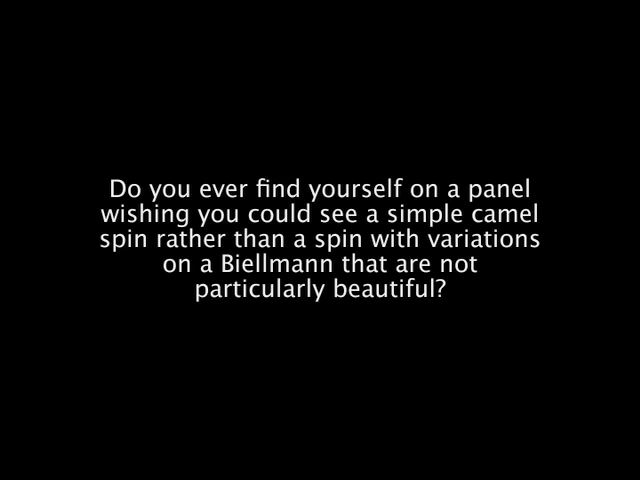 Do you ever find yourself on a panel
wishing you could see a simple camel
spin rather than a spin with variations
on a Biellmann that are not
particularly beautiful?